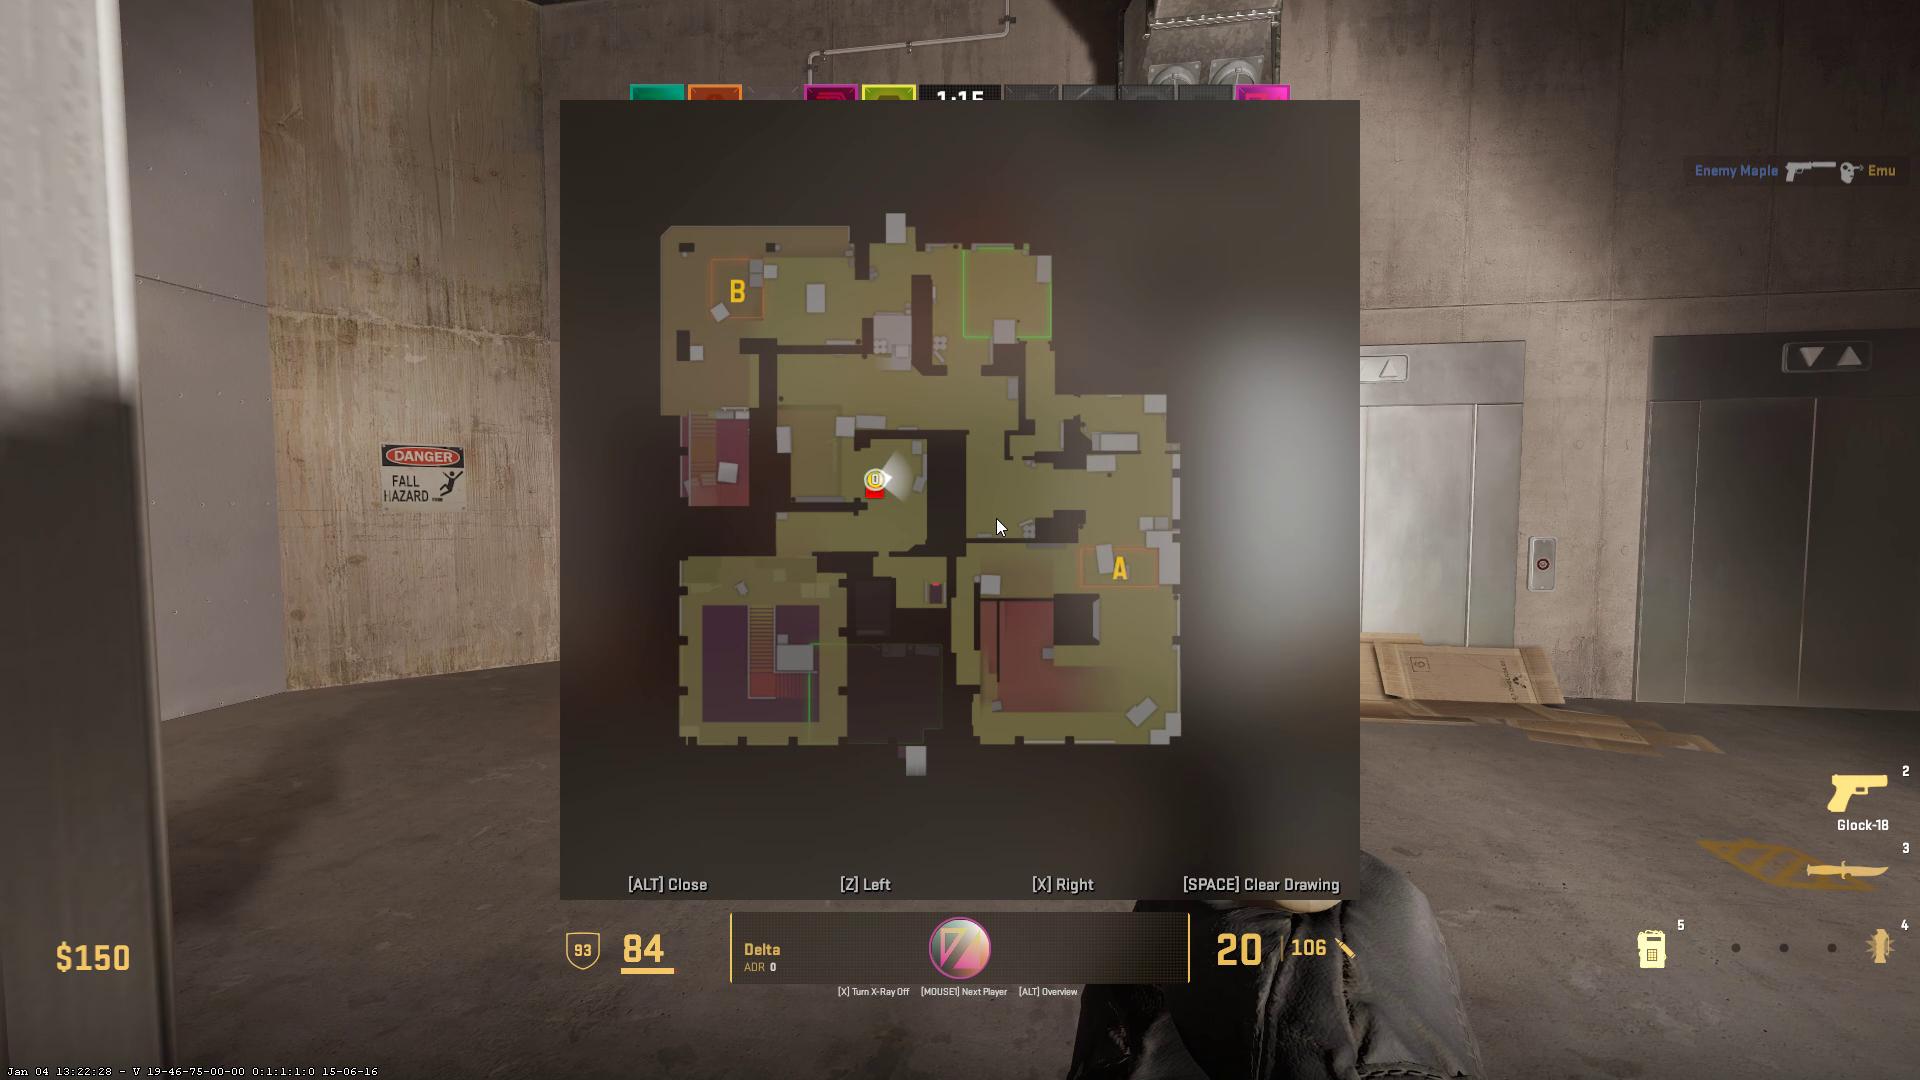 1:15
Enemy Maple Emu
B
DANGER
FALL
HAZARD
0
A
2
Glock-18
3
[ALT] Close [Z] Left [X] Right [SPACE] Clear Drawing
$150
93 84
Delta
ADR 0
20 106
5 4
[X] Turn X-Ray Off [MOUSE1] Next Player [ALT] Overview
Jan 04 13:22:28 - V 19-46-75-00-00 0:1:1:1:0 15-06-16